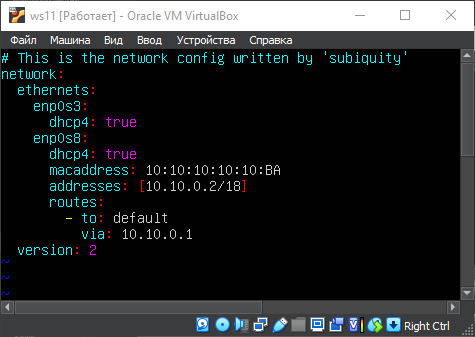 ws11 [Работает] - Oracle VM VirtualBox
Файл Машина Вид Ввод Устройства Справка
# This is the network config written by 'subiquity'
network:
  ethernets:
    enp0s3:
      dhcp4: true
    enp0s8:
      dhcp4: true
      macaddress: 10:10:10:10:10:BA
      addresses: [10.10.0.2/18]
      routes:
        - to: default
          via: 10.10.0.1
  version: 2
~
~
~
Right Ctrl